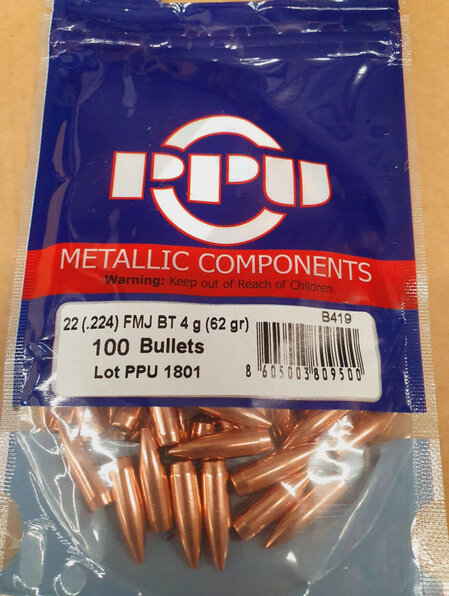 PPU
METALLIC COMPONENTS
Warning: Keep out of Reach of Children
22 (.224) FMJ BT 4 g (62 gr)
B419
100 Bullets
Lot PPU 1801
8 605003 809500